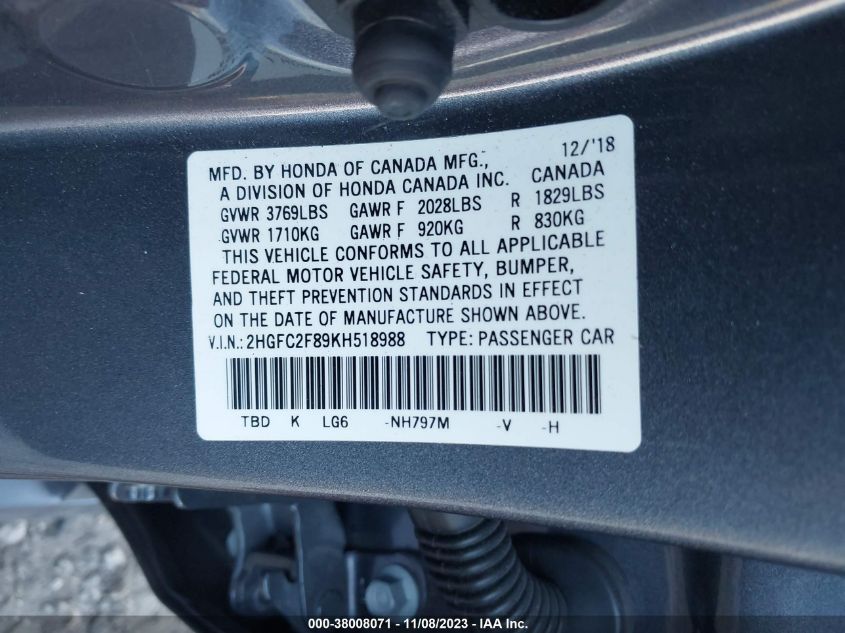 12/'18
MFD. BY HONDA OF CANADA MFG.,
A DIVISION OF HONDA CANADA INC. CANADA
GVWR 3769LBS GAWR F 2028LBS R 1829LBS
GVWR 1710KG GAWR F 920KG R 830KG
THIS VEHICLE CONFORMS TO ALL APPLICABLE
FEDERAL MOTOR VEHICLE SAFETY, BUMPER,
AND THEFT PREVENTION STANDARDS IN EFFECT
ON THE DATE OF MANUFACTURE SHOWN ABOVE.
V.I.N.: 2HGFC2F89KH518988 TYPE: PASSENGER CAR
TBD K LG6 -NH797M -V -H
000-38008071 - 11/08/2023 - IAA Inc.